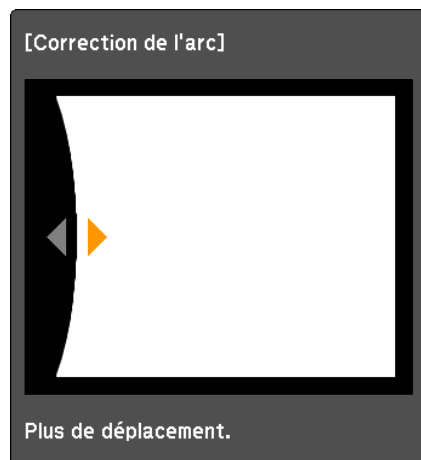 [Correction de l'arc]
Plus de déplacement.